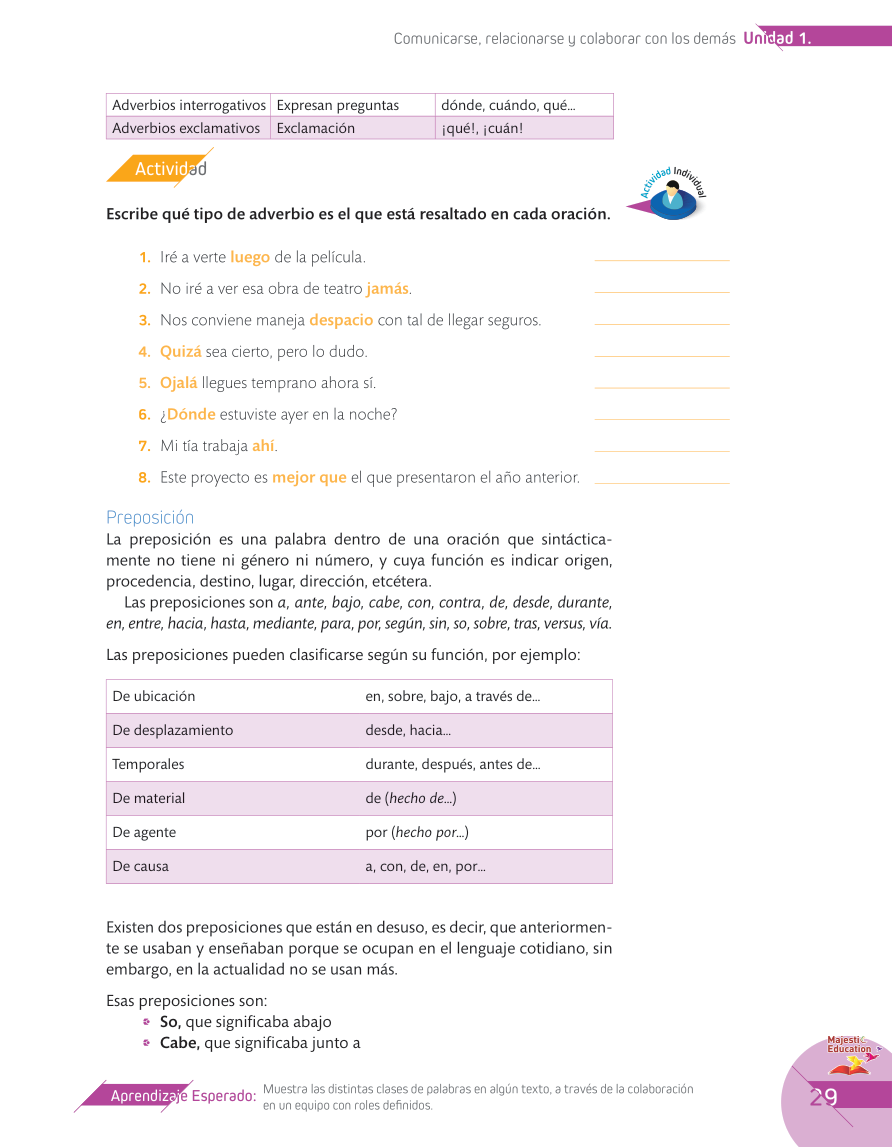 Comunicarse, relacionarse y colaborar con los demás Unidad 1.
Adverbios interrogativos Expresan preguntas dónde, cuándo, qué...
Adverbios exclamativos Exclamación ¡qué!, ¡cuán!
Actividad
Actividad Individual
Escribe qué tipo de adverbio es el que está resaltado en cada oración.
1. Iré a verte luego de la película.
2. No iré a ver esa obra de teatro jamás.
3. Nos conviene maneja despacio con tal de llegar seguros.
4. Quizá sea cierto, pero lo dudo.
5. Ojalá llegues temprano ahora sí.
6. ¿Dónde estuviste ayer en la noche?
7. Mi tía trabaja ahí.
8. Este proyecto es mejor que el que presentaron el año anterior.
Preposición
La preposición es una palabra dentro de una oración que sintáctica-
mente no tiene ni género ni número, y cuya función es indicar origen,
procedencia, destino, lugar, dirección, etcétera.
Las preposiciones son a, ante, bajo, cabe, con, contra, de, desde, durante,
en, entre, hacia, hasta, mediante, para, por, según, sin, so, sobre, tras, versus, vía.
Las preposiciones pueden clasificarse según su función, por ejemplo:
De ubicación en, sobre, bajo, a través de...
De desplazamiento desde, hacia...
Temporales durante, después, antes de...
De material de (hecho de...)
De agente por (hecho por...)
De causa a, con, de, en, por...
Existen dos preposiciones que están en desuso, es decir, que anteriormen-
te se usaban y enseñaban porque se ocupan en el lenguaje cotidiano, sin
embargo, en la actualidad no se usan más.
Esas preposiciones son:
So, que significaba abajo
Cabe, que significaba junto a
Majestic
Education
Aprendizaje Esperado: Muestra las distintas clases de palabras en algún texto, a través de la colaboración
en un equipo con roles definidos.
29